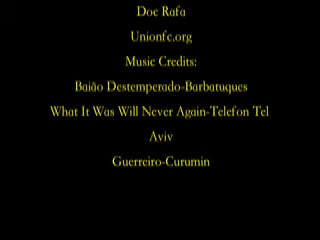 Doc Rafa
Unionfc.org
Music Credits:
Baião Destemperado-Barbatuques
What It Was Will Never Again-Telefon Tel
Aviv
Guerreiro-Curumin